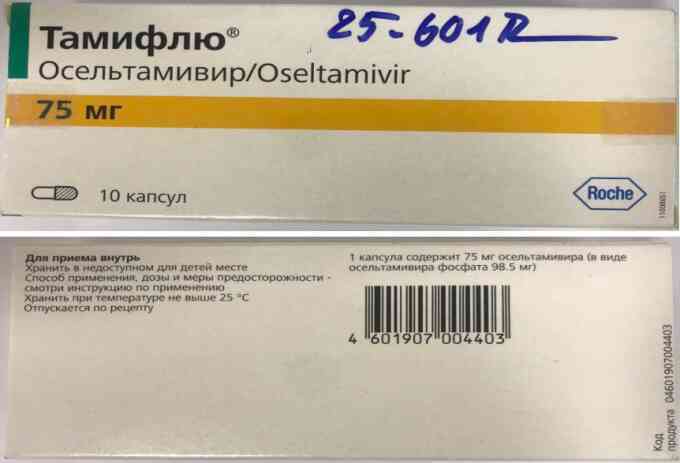 25-601R
Тамифлю®
Осельтамивир/Oseltamivir
75 мг
10 капсул
Roche
Для приема внутрь
Хранить в недоступном для детей месте
Способ применения, дозы и меры предосторожности -
смотри инструкцию по применению
Хранить при температуре не выше 25 °C
Отпускается по рецепту
1 капсула содержит 75 мг осельтамивира (в виде
осельтамивира фосфата 98.5 мг)
4 601907 004403
Код
продукта 04601907004403